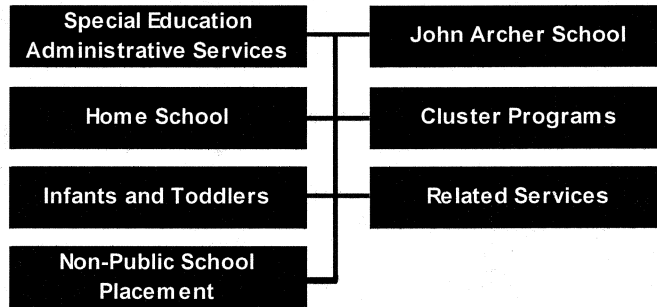 Special Education
Administrative Services
John Archer School
Home School
Cluster Programs
Infants and Toddlers
Related Services
Non-Public School
Placement